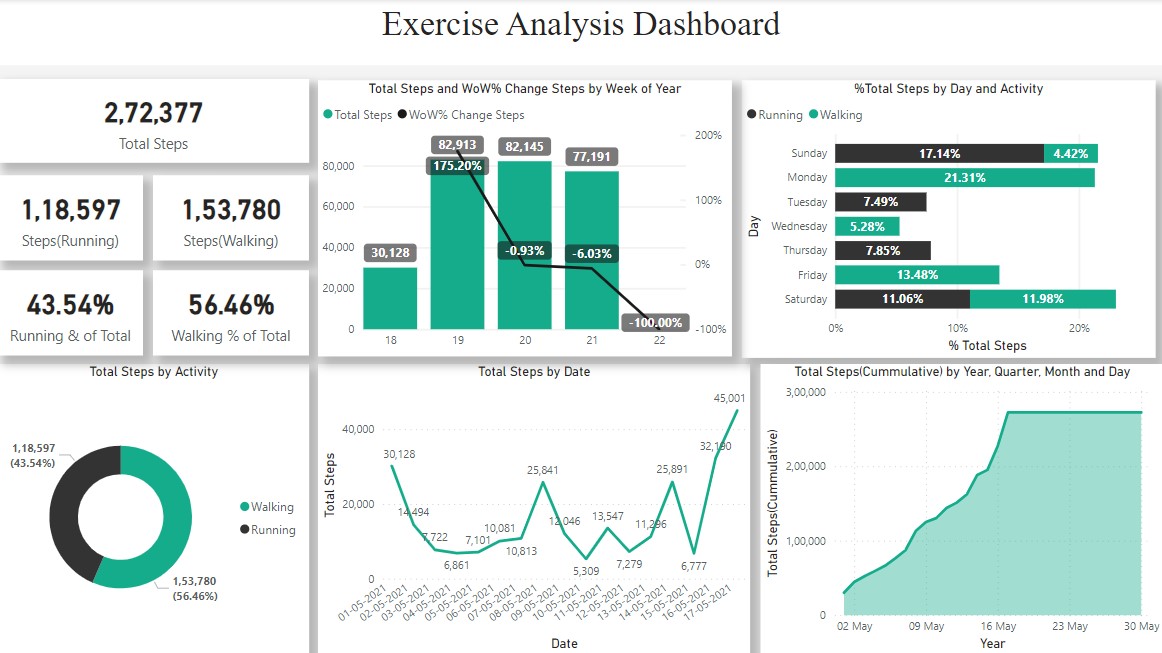 Exercise Analysis Dashboard
2,72,377
Total Steps
1,18,597
Steps(Running)
1,53,780
Steps(Walking)
43.54%
Running & of Total
56.46%
Walking % of Total
Total Steps and WoW% Change Steps by Week of Year
Total Steps WoW% Change Steps
80,000
60,000
40,000
20,000
0
200%
100%
0%
-100%
30,128
82,913
175.20%
82,145
-0.93%
77,191
-6.03%
-100.00%
18 19 20 21 22
%Total Steps by Day and Activity
Running Walking
Day
Sunday 17.14% 4.42%
Monday 21.31%
Tuesday 7.49%
Wednesday 5.28%
Thursday 7.85%
Friday 13.48%
Saturday 11.06% 11.98%
0% 10% 20%
% Total Steps
Total Steps by Activity
1,18,597
(43.54%)
Walking
Running
1,53,780
(56.46%)
Total Steps by Date
Total Steps
40,000
20,000
0
30,128
14,494
7,722
6,861
7,101
10,081
10,813
25,841
12,046
5,309
13,547
7,279
11,296
25,891
6,777
32,190
45,001
01-05-2021
02-05-2021
03-05-2021
04-05-2021
05-05-2021
06-05-2021
07-05-2021
08-05-2021
09-05-2021
10-05-2021
11-05-2021
12-05-2021
13-05-2021
14-05-2021
15-05-2021
16-05-2021
17-05-2021
Date
Total Steps(Cummulative) by Year, Quarter, Month and Day
Total Steps(Cummulative)
3,00,000
2,00,000
1,00,000
0
02 May 09 May 16 May 23 May 30 May
Year